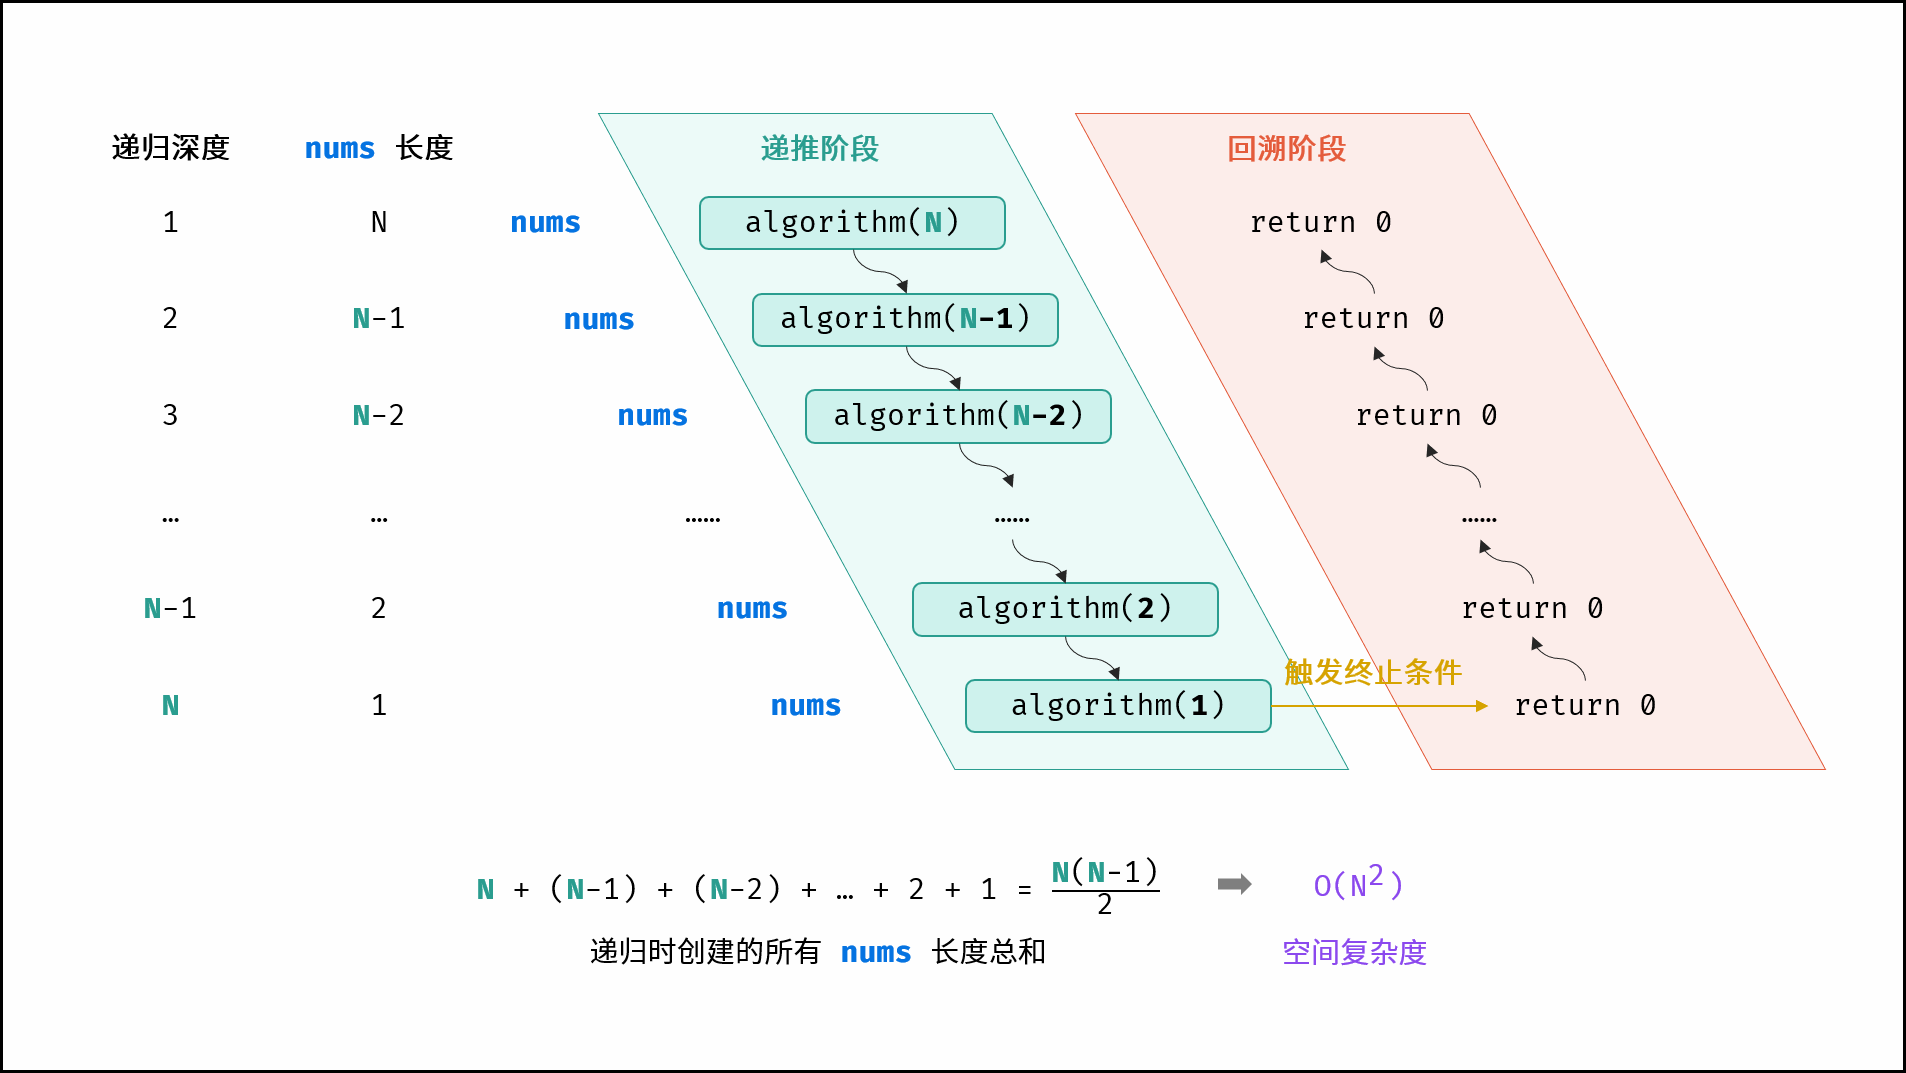 递归深度 nums 长度 递推阶段 回溯阶段
1 N nums algorithm(N) return 0
2 N-1 nums algorithm(N-1) return 0
3 N-2 nums algorithm(N-2) return 0
… … …… …… ……
N-1 2 nums algorithm(2) return 0
触发终止条件
N 1 nums algorithm(1) return 0
N + (N-1) + (N-2) + … + 2 + 1 = N(N-1)/2 ➡ O(N²)
递归时创建的所有 nums 长度总和 空间复杂度